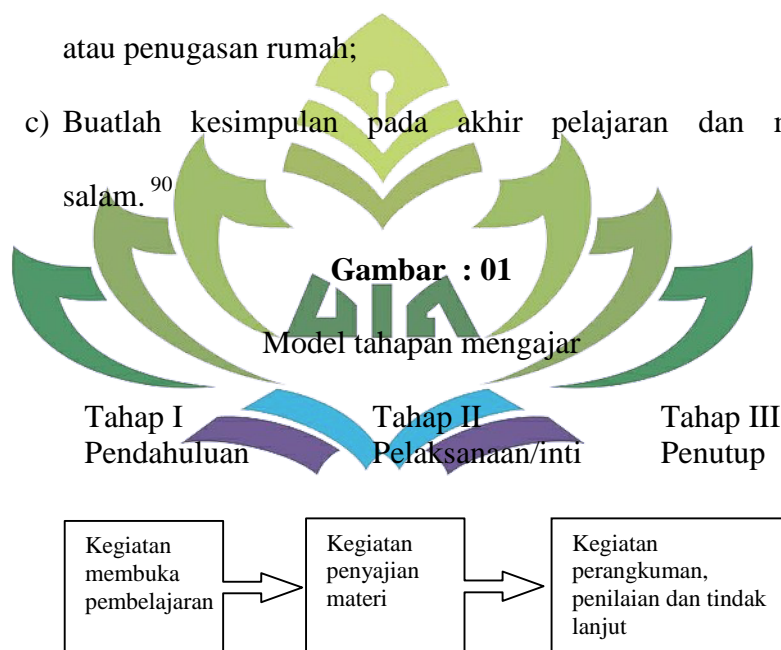 atau penugasan rumah;
c) Buatlah kesimpulan pada akhir pelajaran dan
salam. 90
Gambar : 01
UIN
Model tahapan mengajar
Tahap I Tahap II Tahap III
Pendahuluan Pelaksanaan/inti Penutup
Kegiatan membuka pembelajaran
Kegiatan penyajian materi
Kegiatan perangkuman, penilaian dan tindak lanjut